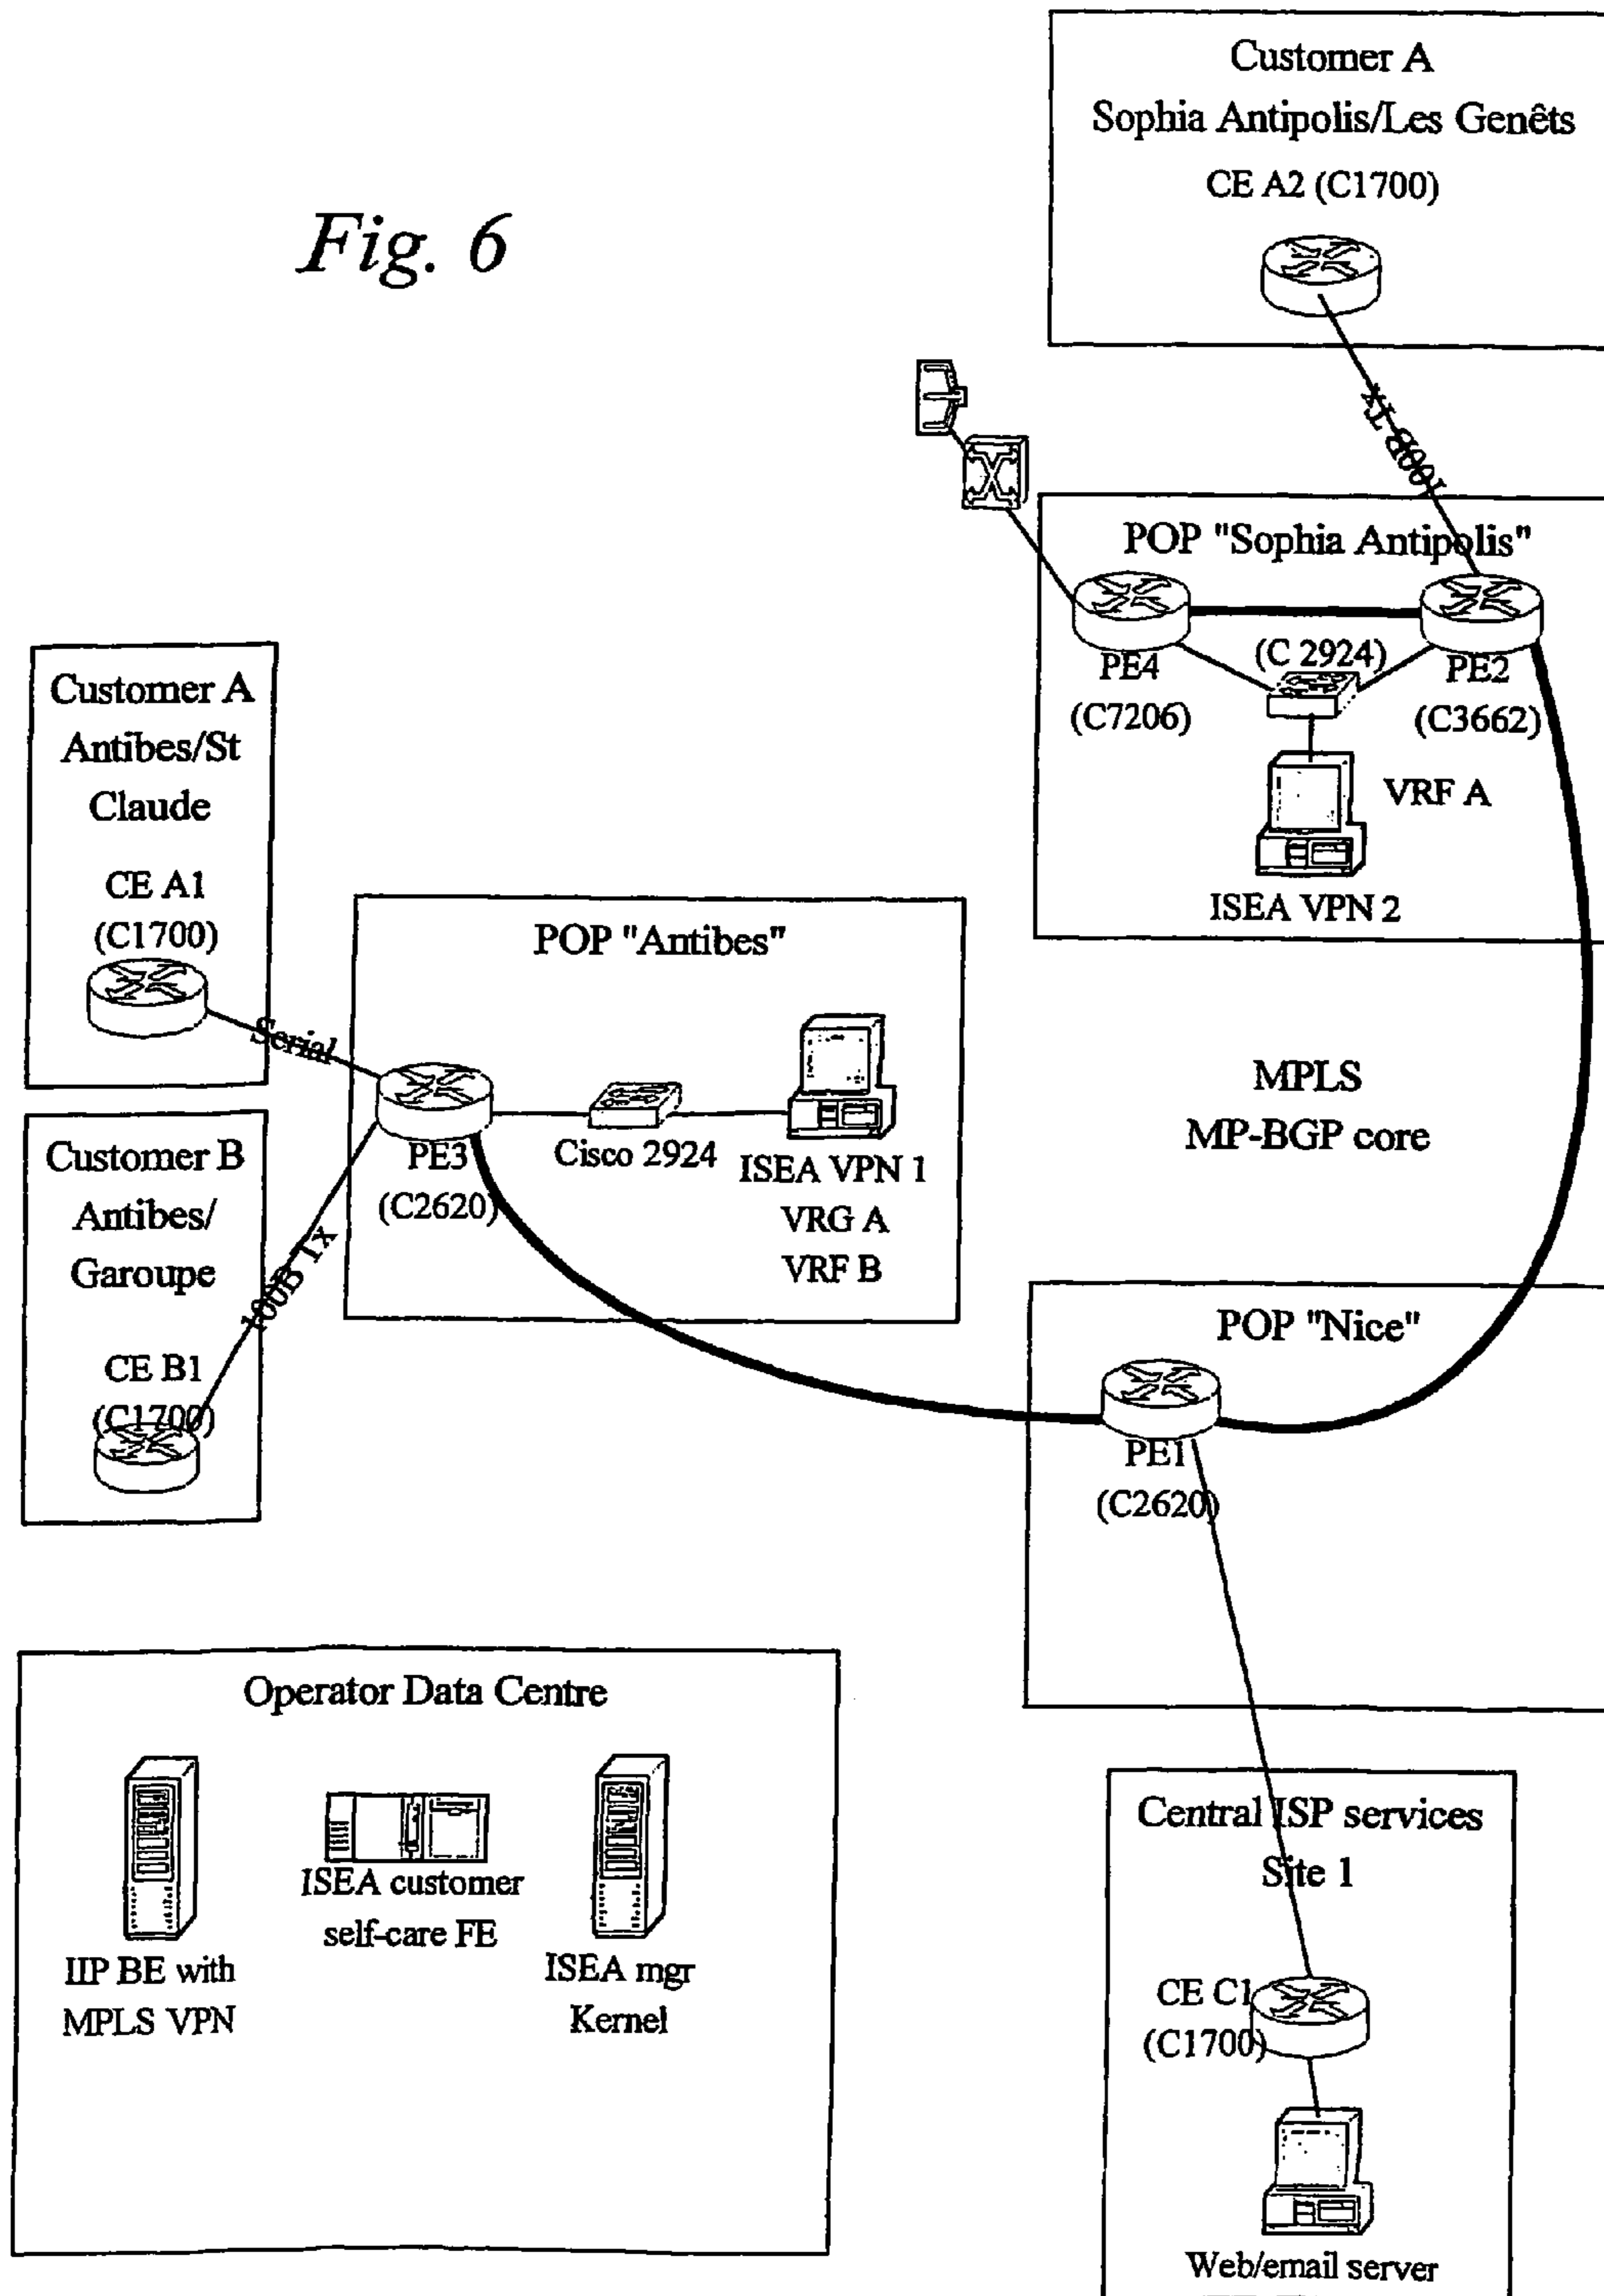 Fig. 6
Customer A
Sophia Antipolis/Les Genêts
CE A2 (C1700)
100B Tx
POP "Sophia Antipolis"
PE4
(C7206)
(C 2924)
PE2
(C3662)
VRF A
ISEA VPN 2
Customer A
Antibes/St
Claude
CE A1
(C1700)
Serial
POP "Antibes"
PE3
(C2620)
Cisco 2924
ISEA VPN 1
VRG A
VRF B
MPLS
MP-BGP core
Customer B
Antibes/
Garoupe
CE B1
(C1700)
100B Tx
POP "Nice"
PE1
(C2620)
Operator Data Centre
IIP BE with
MPLS VPN
ISEA customer
self-care FE
ISEA mgr
Kernel
Central ISP services
Site 1
CE C1
(C1700)
Web/email server